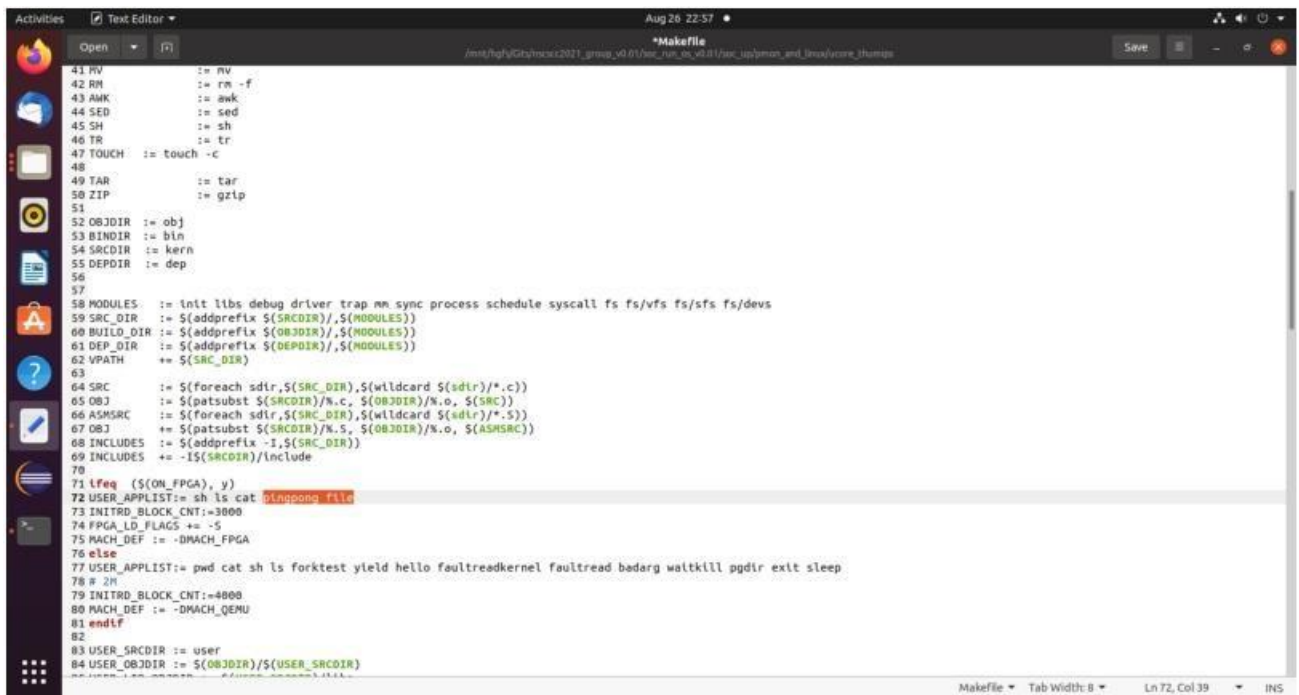 Activities Text Editor Aug 26 22:57
Open *Makefile Save
41 MV := mv
42 RM := rm -f
43 AWK := awk
44 SED := sed
45 SH := sh
46 TR := tr
47 TOUCH := touch -c
48
49 TAR := tar
50 ZIP := gzip
51
52 OBJDIR := obj
53 BINDIR := bin
54 SRCDIR := kern
55 DEPDIR := dep
56
57
58 MODULES := init libs debug driver trap mm sync process schedule syscall fs fs/vfs fs/sfs fs/devs
59 SRC_DIR := $(addprefix $(SRCDIR)/,$(MODULES))
60 BUILD_DIR := $(addprefix $(OBJDIR)/,$(MODULES))
61 DEP_DIR := $(addprefix $(DEPDIR)/,$(MODULES))
62 VPATH += $(SRC_DIR)
63
64 SRC := $(foreach sdir,$(SRC_DIR),$(wildcard $(sdir)/*.c))
65 OBJ := $(patsubst $(SRCDIR)/%.c, $(OBJDIR)/%.o, $(SRC))
66 ASMSRC := $(foreach sdir,$(SRC_DIR),$(wildcard $(sdir)/*.S))
67 OBJ += $(patsubst $(SRCDIR)/%.S, $(OBJDIR)/%.o, $(ASMSRC))
68 INCLUDES := $(addprefix -I,$(SRC_DIR))
69 INCLUDES += -I$(SRCDIR)/include
70
71 ifeq ($(ON_FPGA), y)
72 USER_APPLIST:= sh ls cat pingpong file
73 INITRD_BLOCK_CNT:=3000
74 FPGA_LD_FLAGS += -S
75 MACH_DEF := -DMACH_FPGA
76 else
77 USER_APPLIST:= pwd cat sh ls forktest yield hello faultreadkernel faultread badarg waitkill pgdir exit sleep
78 # 2M
79 INITRD_BLOCK_CNT:=4000
80 MACH_DEF := -DMACH_QEMU
81 endif
82
83 USER_SRCDIR := user
84 USER_OBJDIR := $(OBJDIR)/$(USER_SRCDIR)
Makefile Tab Width: 8 Ln 72, Col 39 INS